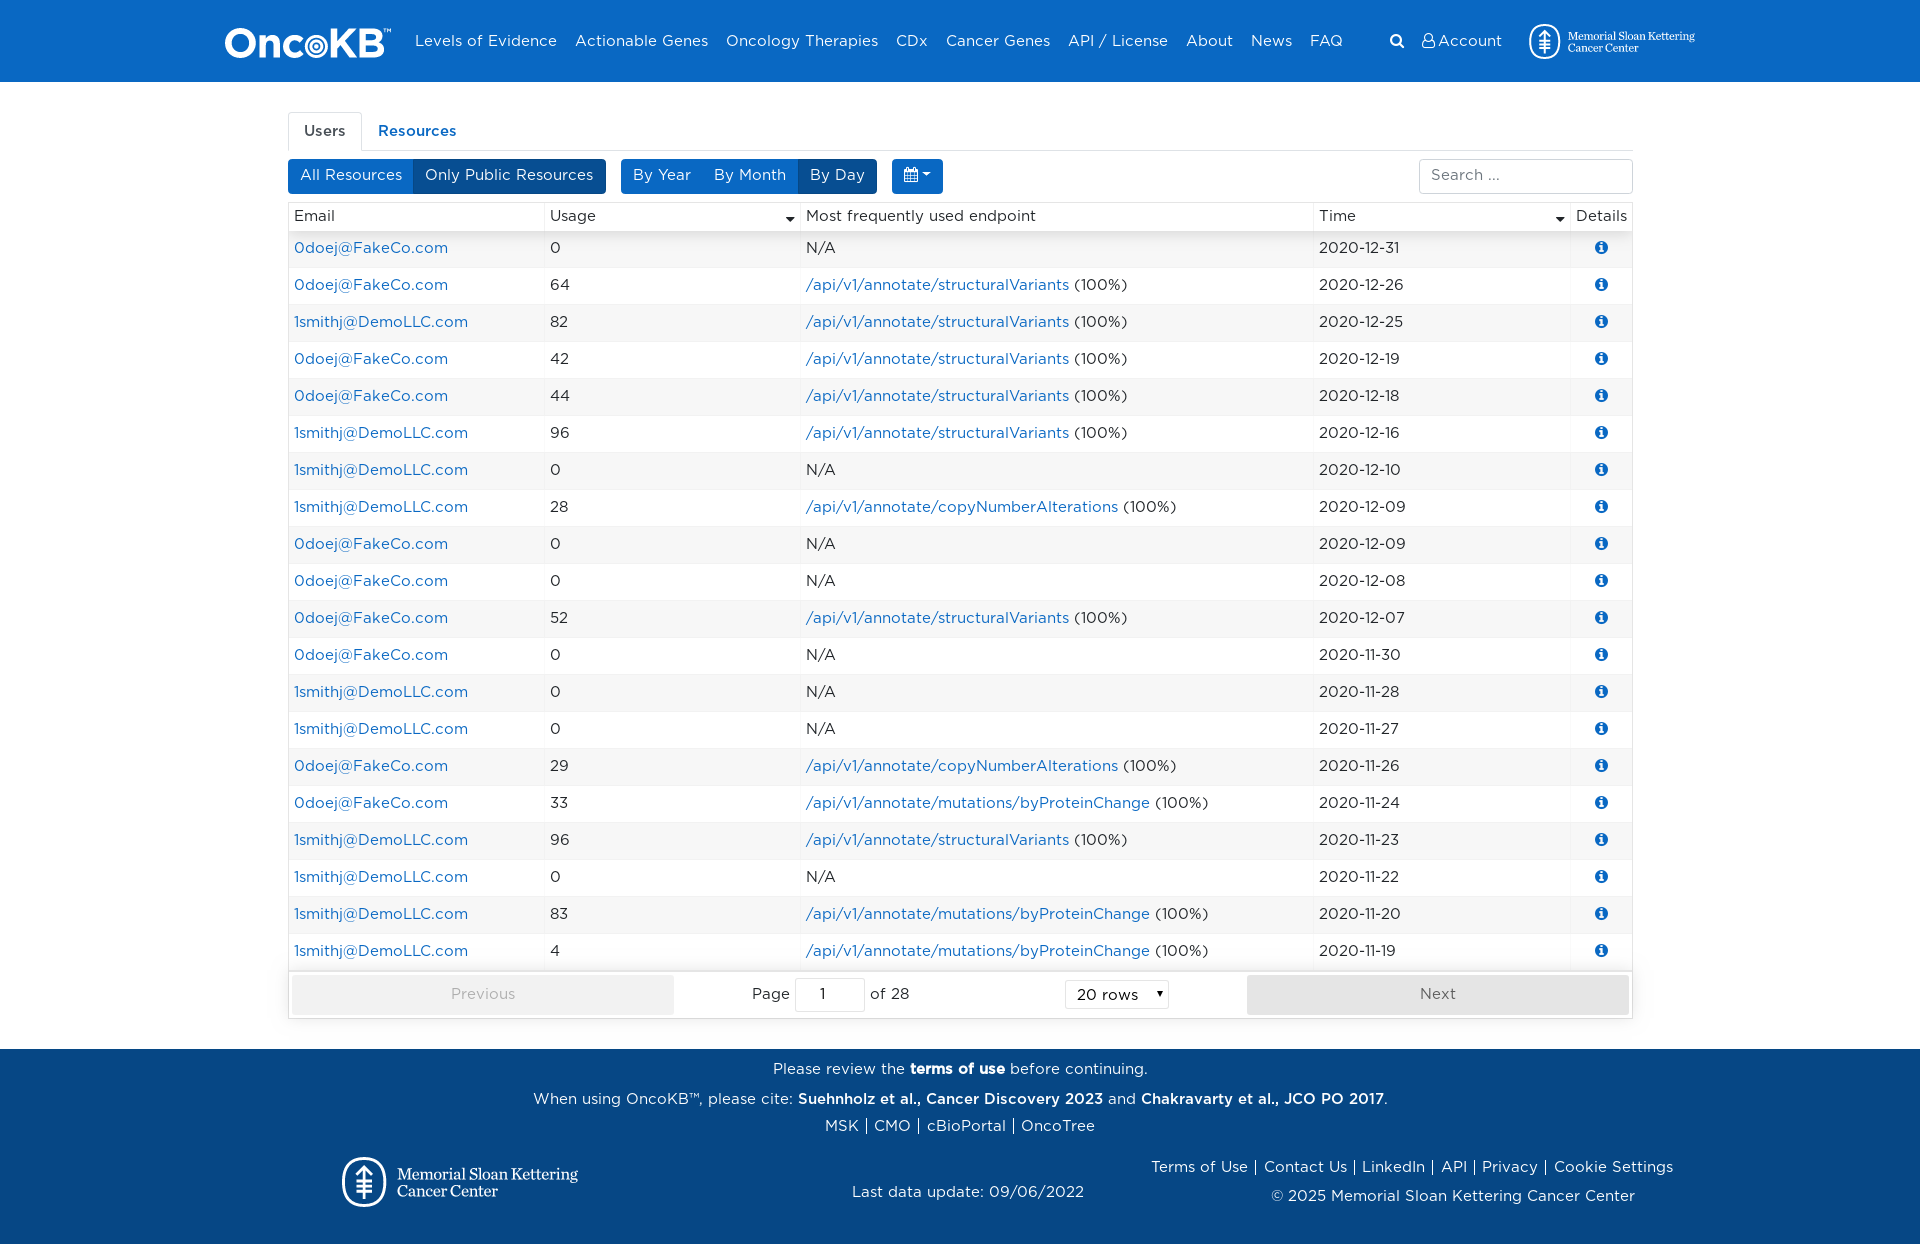 OncoKB™ Levels of Evidence Actionable Genes Oncology Therapies CDx Cancer Genes API / License About News FAQ Account Memorial Sloan Kettering Cancer Center
Users Resources
All Resources Only Public Resources By Year By Month By Day Search ...
Email Usage Most frequently used endpoint Time Details
0doej@FakeCo.com 0 N/A 2020-12-31
0doej@FakeCo.com 64 /api/v1/annotate/structuralVariants (100%) 2020-12-26
1smithj@DemoLLC.com 82 /api/v1/annotate/structuralVariants (100%) 2020-12-25
0doej@FakeCo.com 42 /api/v1/annotate/structuralVariants (100%) 2020-12-19
0doej@FakeCo.com 44 /api/v1/annotate/structuralVariants (100%) 2020-12-18
1smithj@DemoLLC.com 96 /api/v1/annotate/structuralVariants (100%) 2020-12-16
1smithj@DemoLLC.com 0 N/A 2020-12-10
1smithj@DemoLLC.com 28 /api/v1/annotate/copyNumberAlterations (100%) 2020-12-09
0doej@FakeCo.com 0 N/A 2020-12-09
0doej@FakeCo.com 0 N/A 2020-12-08
0doej@FakeCo.com 52 /api/v1/annotate/structuralVariants (100%) 2020-12-07
0doej@FakeCo.com 0 N/A 2020-11-30
1smithj@DemoLLC.com 0 N/A 2020-11-28
1smithj@DemoLLC.com 0 N/A 2020-11-27
0doej@FakeCo.com 29 /api/v1/annotate/copyNumberAlterations (100%) 2020-11-26
0doej@FakeCo.com 33 /api/v1/annotate/mutations/byProteinChange (100%) 2020-11-24
1smithj@DemoLLC.com 96 /api/v1/annotate/structuralVariants (100%) 2020-11-23
1smithj@DemoLLC.com 0 N/A 2020-11-22
1smithj@DemoLLC.com 83 /api/v1/annotate/mutations/byProteinChange (100%) 2020-11-20
1smithj@DemoLLC.com 4 /api/v1/annotate/mutations/byProteinChange (100%) 2020-11-19
Previous Page 1 of 28 20 rows Next
Please review the terms of use before continuing.
When using OncoKB™, please cite: Suehnholz et al., Cancer Discovery 2023 and Chakravarty et al., JCO PO 2017.
MSK | CMO | cBioPortal | OncoTree
Memorial Sloan Kettering
Cancer Center
Last data update: 09/06/2022
Terms of Use | Contact Us | LinkedIn | API | Privacy | Cookie Settings
© 2025 Memorial Sloan Kettering Cancer Center